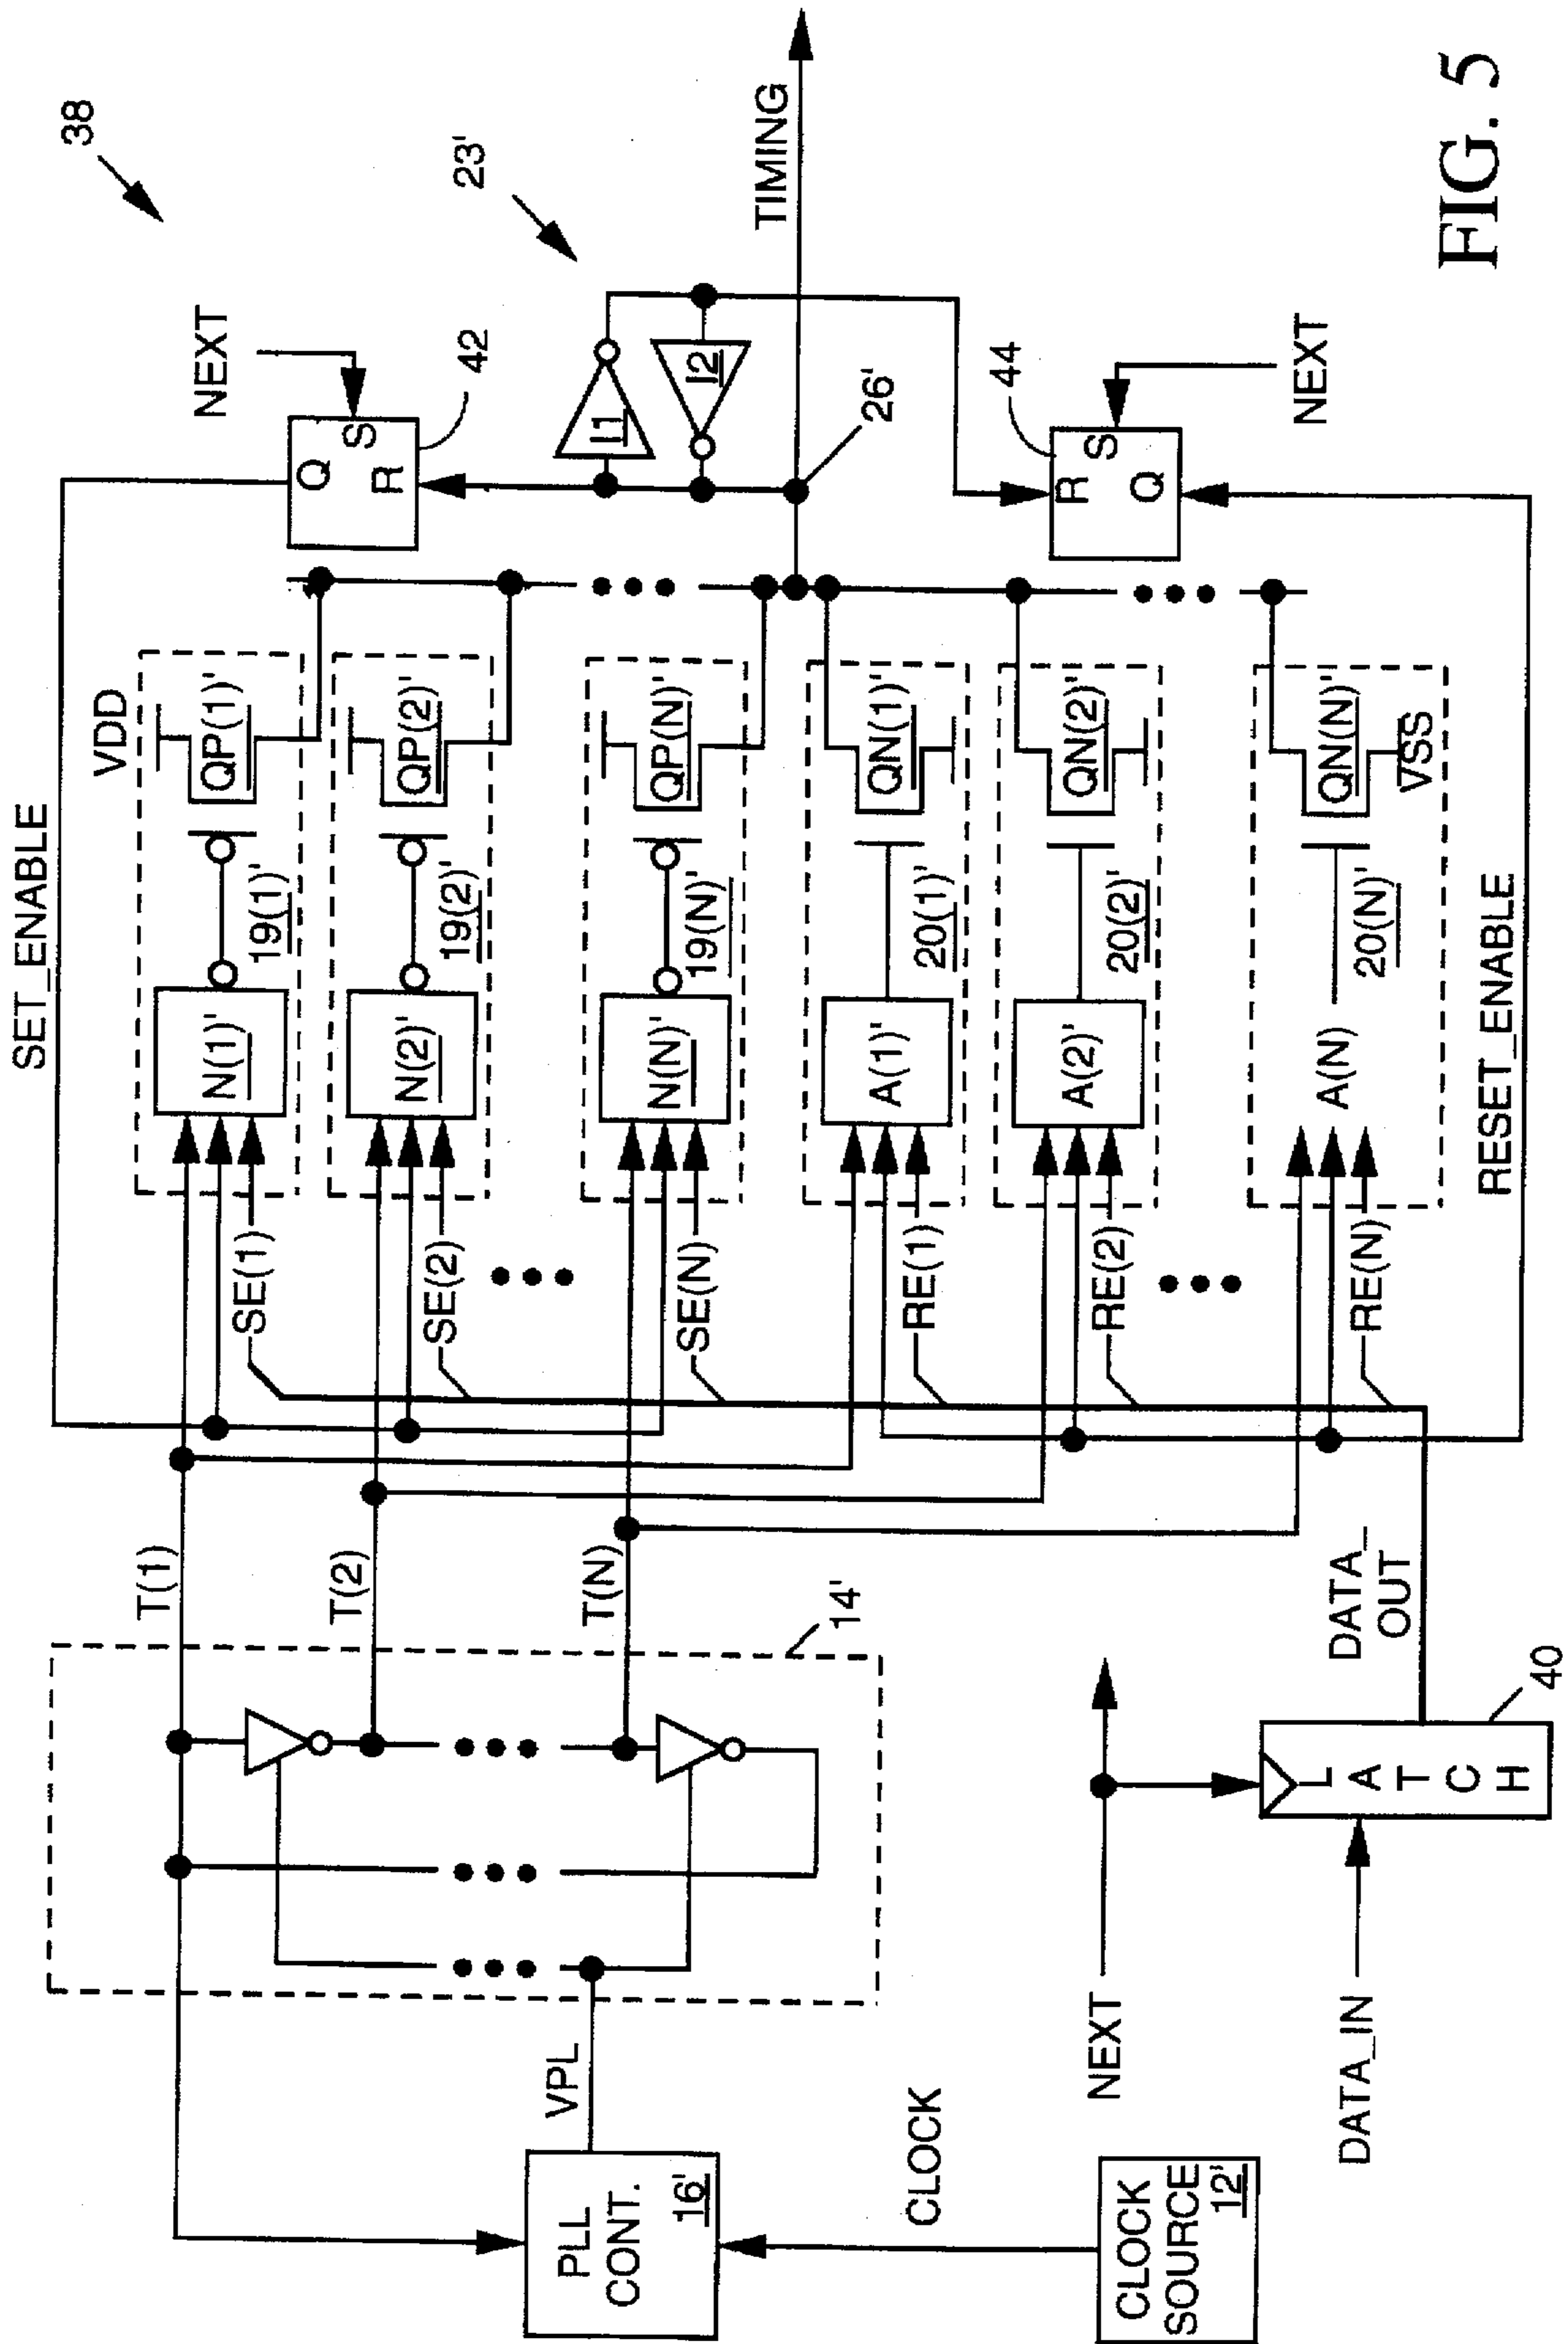 FIG. 5
38
23'
SET_ENABLE
VDD
NEXT
T(1)
SE(1)
N(1)'
19(1)'
QP(1)'
Q
S
R
42
T(2)
SE(2)
N(2)'
19(2)'
QP(2)'
I1
I2
T(N)
SE(N)
N(N)'
19(N)'
QP(N)'
26'
TIMING
14'
VPL
PLL
CONT.
16'
RE(1)
A(1)'
20(1)'
QN(1)'
CLOCK
RE(2)
A(2)'
20(2)'
QN(2)'
R
S
Q
44
NEXT
CLOCK
SOURCE
12'
NEXT
DATA_IN
LATCH
40
DATA_
OUT
RE(N)
A(N)
20(N)'
QN(N)'
VSS
RESET_ENABLE